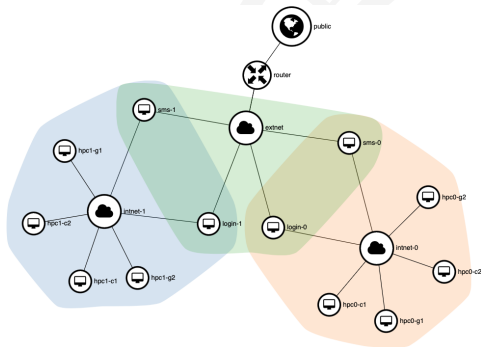 public
router
sms-1
extnet
sms-0
hpc1-g1
hpc0-g2
intnet-1
hpc1-c2
login-1
login-0
intnet-0
hpc0-c2
hpc1-c1
hpc1-g2
hpc0-c1
hpc0-g1